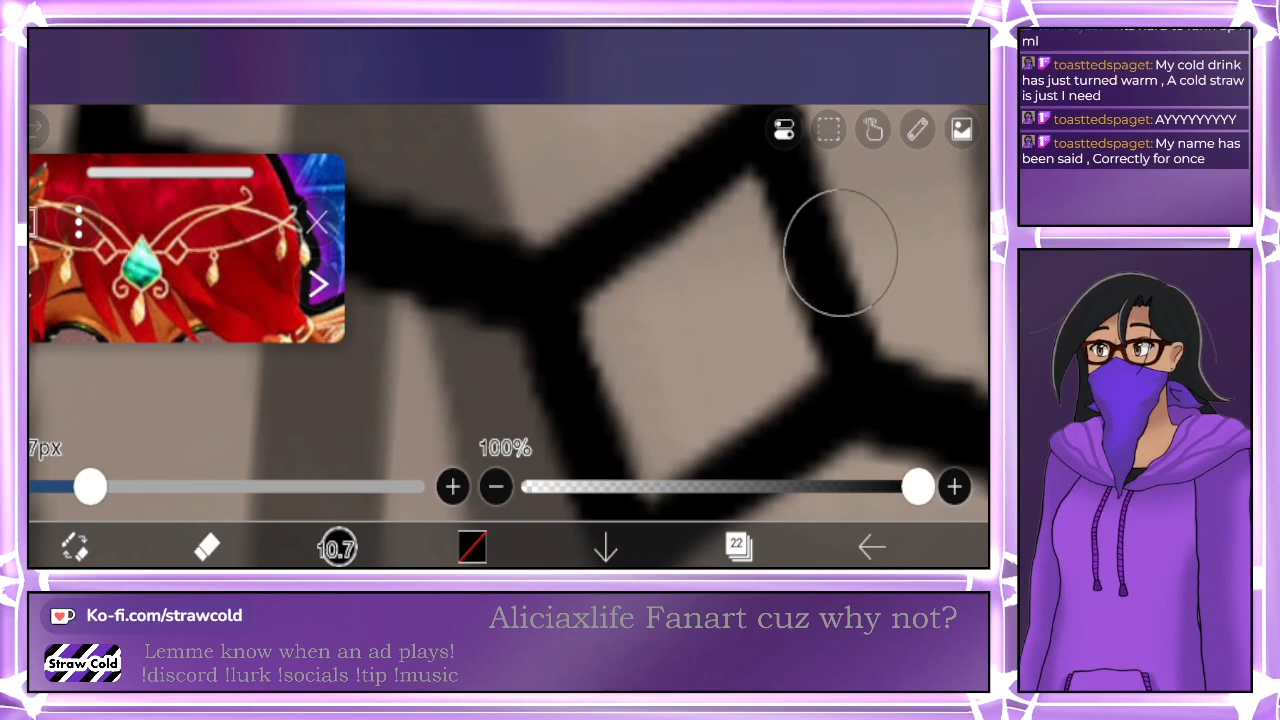 ml
toasttedspaget: My cold drink
has just turned warm , A cold straw
is just I need
toasttedspaget: AYYYYYYYYY
toasttedspaget: My name has
been said , Correctly for once
7px
100%
10.7
22
Ko-fi.com/strawcold
Aliciaxlife Fanart cuz why not?
Straw Cold
Lemme know when an ad plays!
!discord !lurk !socials !tip !music